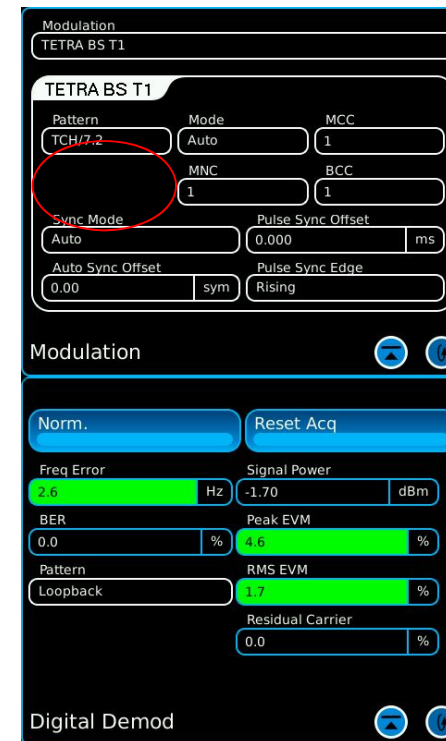 Modulation
TETRA BS T1
TETRA BS T1
Pattern Mode MCC
TCH/7.2 Auto 1
MNC BCC
1 1
Sync Mode Pulse Sync Offset
Auto 0.000 ms
Auto Sync Offset Pulse Sync Edge
0.00 sym Rising
Modulation
Norm. Reset Acq
Freq Error Signal Power
2.6 Hz -1.70 dBm
BER Peak EVM
0.0 % 4.6 %
Pattern RMS EVM
Loopback 1.7 %
Residual Carrier
0.0 %
Digital Demod